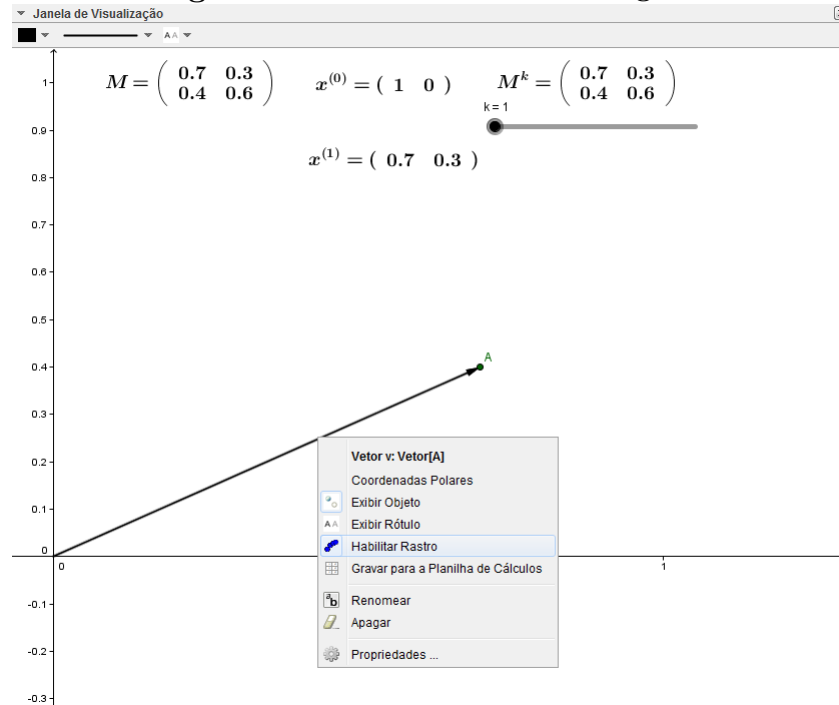 Janela de Visualização
AA
M = ( 0.7 0.3
0.4 0.6 )
x^(0) = ( 1 0 )
M^k = ( 0.7 0.3
0.4 0.6 )
k = 1
x^(1) = ( 0.7 0.3 )
1
0.9
0.8
0.7
0.6
0.5
0.4
0.3
0.2
0.1
0
-0.1
-0.2
-0.3
0
1
A
Vetor v: Vetor[A]
Coordenadas Polares
Exibir Objeto
AA Exibir Rótulo
Habilitar Rastro
Gravar para a Planilha de Cálculos
ab Renomear
Apagar
Propriedades ...